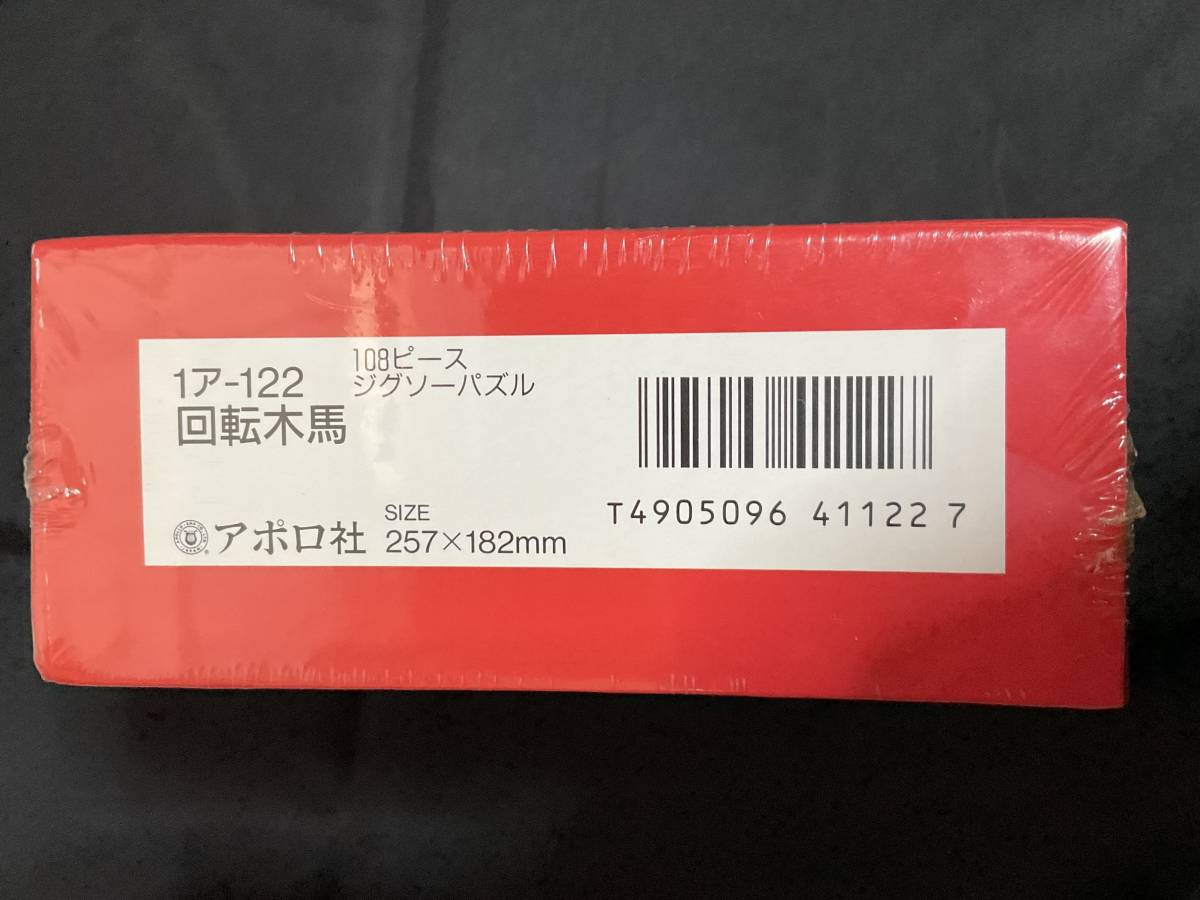 1ア-122
108ピース
ジグソーパズル
回転木馬
アポロ社
SIZE
257×182mm
T4905096 41122 7